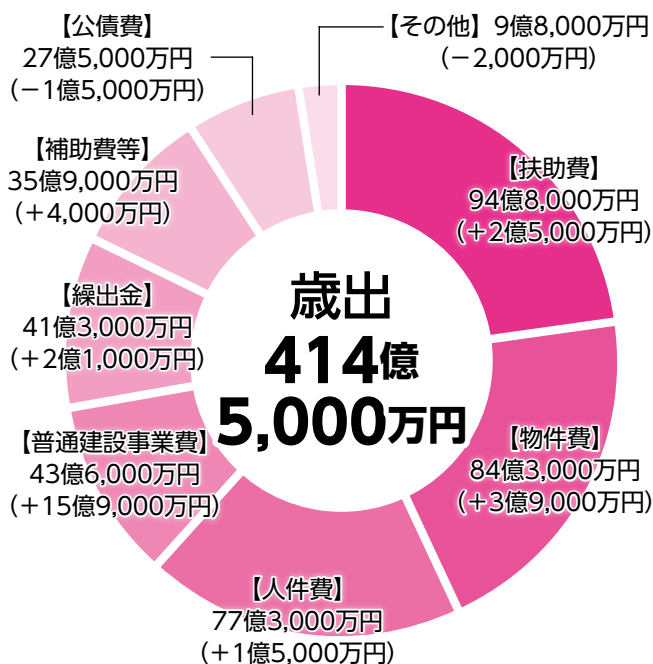 【公債費】
27億5,000万円
（－1億5,000万円）
【その他】9億8,000万円
（－2,000万円）
【扶助費】
94億8,000万円
（＋2億5,000万円）
【補助費等】
35億9,000万円
（＋4,000万円）
【繰出金】
41億3,000万円
（＋2億1,000万円）
歳出
414億
5,000万円
【普通建設事業費】
43億6,000万円
（＋15億9,000万円）
【物件費】
84億3,000万円
（＋3億9,000万円）
【人件費】
77億3,000万円
（＋1億5,000万円）